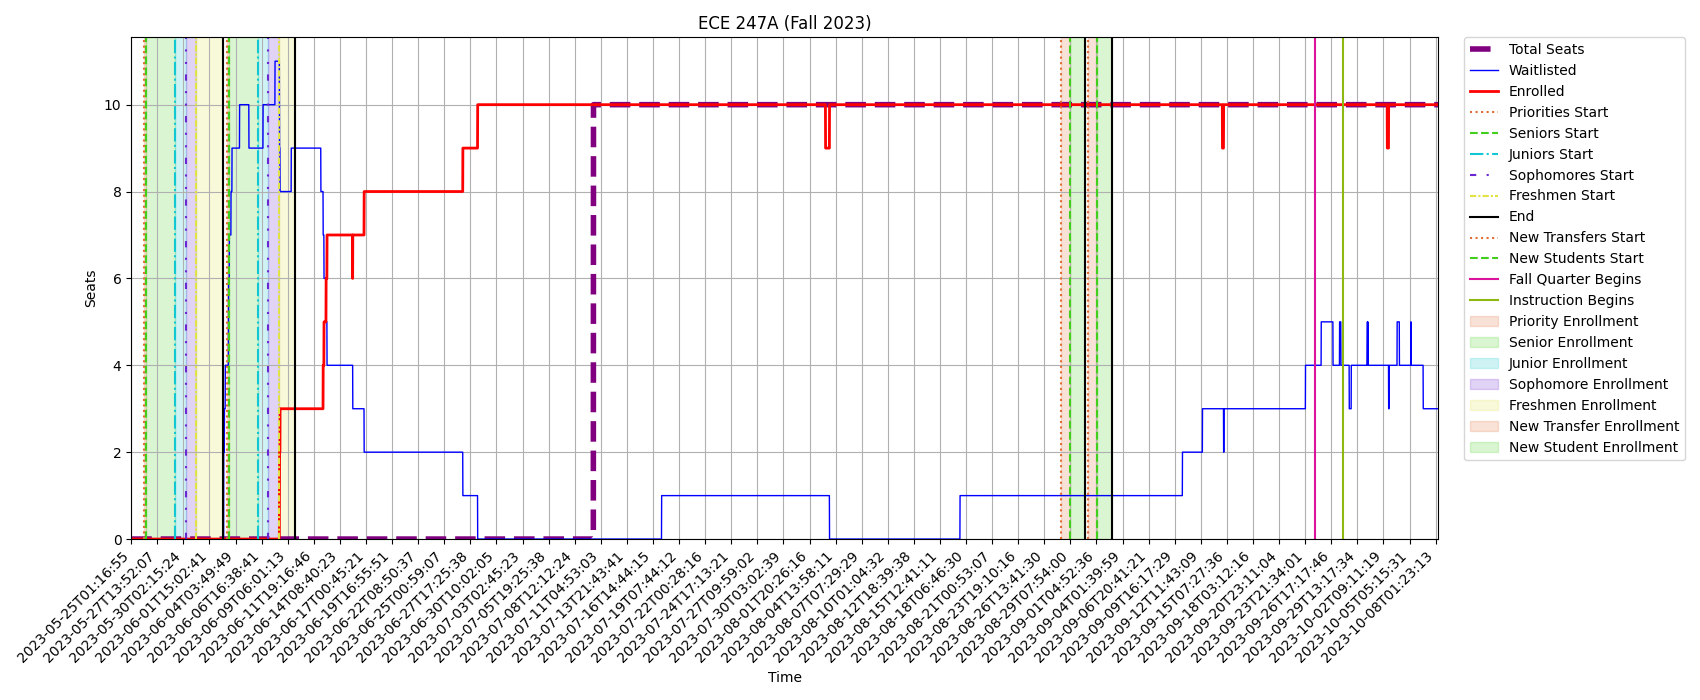 ECE 247A (Fall 2023)
Seats
10
8
6
4
2
0
2023-05-25T01:16:55
2023-05-27T13:52:07
2023-05-30T02:15:24
2023-06-01T15:02:41
2023-06-04T03:49:49
2023-06-06T16:38:41
2023-06-09T06:01:13
2023-06-11T19:16:46
2023-06-14T08:40:23
2023-06-17T00:45:21
2023-06-19T16:55:51
2023-06-22T08:50:37
2023-06-25T00:59:07
2023-06-27T17:25:38
2023-06-30T10:02:05
2023-07-03T02:45:23
2023-07-05T19:25:38
2023-07-08T12:12:24
2023-07-11T04:53:03
2023-07-13T21:43:41
2023-07-16T14:44:15
2023-07-19T07:44:12
2023-07-22T00:28:16
2023-07-24T17:13:21
2023-07-27T09:59:02
2023-07-30T03:02:39
2023-08-01T20:26:16
2023-08-04T13:58:11
2023-08-07T07:29:29
2023-08-10T01:04:32
2023-08-12T18:39:38
2023-08-15T12:41:11
2023-08-18T06:46:30
2023-08-21T00:53:07
2023-08-23T19:10:16
2023-08-26T13:41:30
2023-08-29T07:54:00
2023-09-01T04:52:36
2023-09-04T01:39:59
2023-09-06T20:41:21
2023-09-09T16:17:29
2023-09-12T11:43:09
2023-09-15T07:27:36
2023-09-18T03:12:16
2023-09-20T23:11:04
2023-09-23T21:34:01
2023-09-26T17:17:46
2023-09-29T13:17:34
2023-10-02T09:11:19
2023-10-05T05:15:31
2023-10-08T01:23:13
Time
Total Seats
Waitlisted
Enrolled
Priorities Start
Seniors Start
Juniors Start
Sophomores Start
Freshmen Start
End
New Transfers Start
New Students Start
Fall Quarter Begins
Instruction Begins
Priority Enrollment
Senior Enrollment
Junior Enrollment
Sophomore Enrollment
Freshmen Enrollment
New Transfer Enrollment
New Student Enrollment